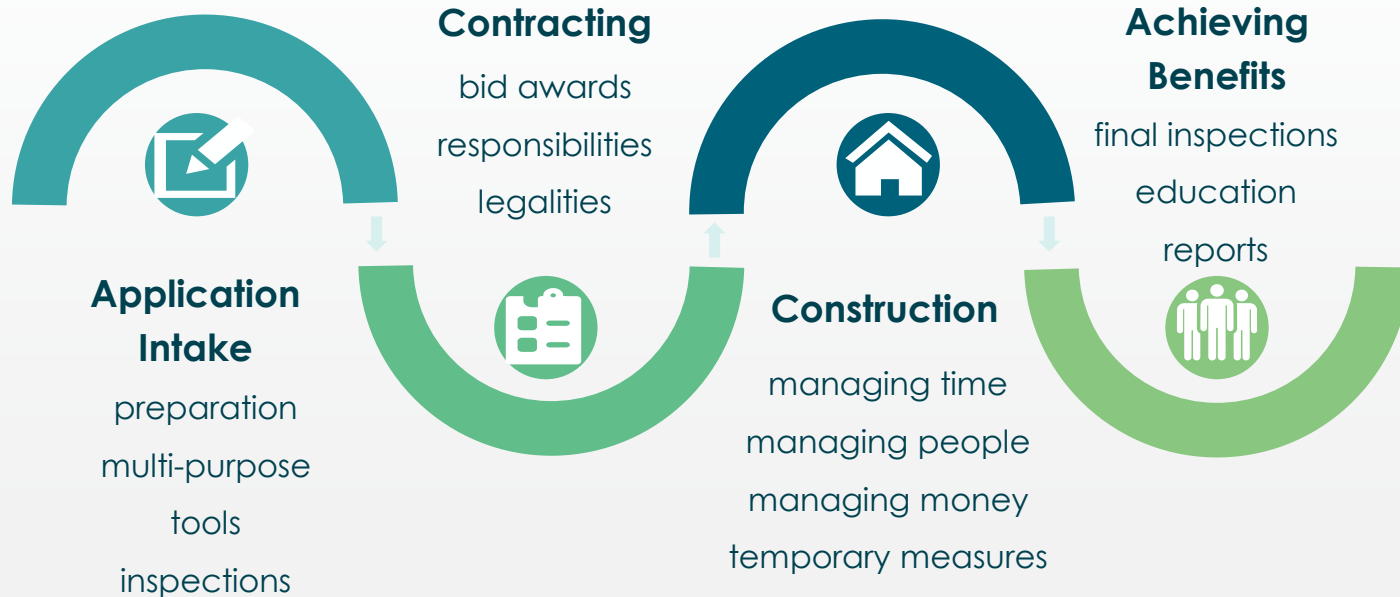 Application
Intake
preparation
multi-purpose
tools
inspections
Contracting
bid awards
responsibilities
legalities
Construction
managing time
managing people
managing money
temporary measures
Achieving
Benefits
final inspections
education
reports